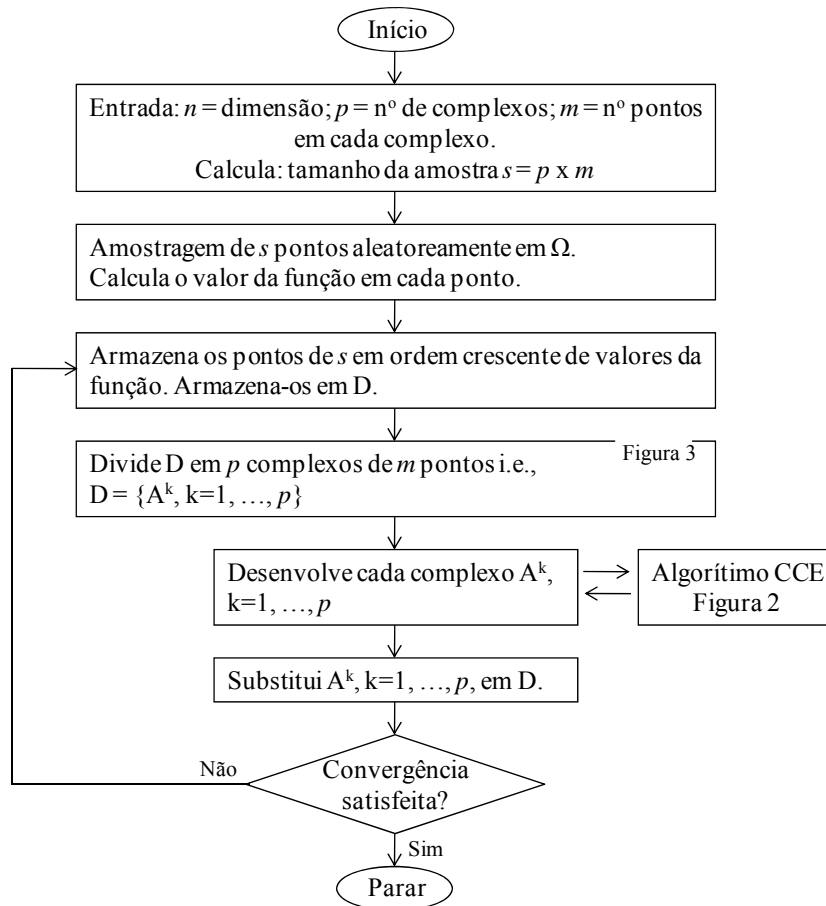 Início
Entrada: n = dimensão; p = nº de complexos; m = nº pontos
em cada complexo.
Calcula: tamanho da amostra s = p x m
Amostragem de s pontos aleatoreamente em Ω.
Calcula o valor da função em cada ponto.
Armazena os pontos de s em ordem crescente de valores da
função. Armazena-os em D.
Figura 3
Divide D em p complexos de m pontos i.e.,
D = {Aᵏ, k=1, …, p}
Desenvolve cada complexo Aᵏ,
k=1, …, p
Algorítimo CCE
Figura 2
Substitui Aᵏ, k=1, …, p, em D.
Não
Convergência
satisfeita?
Sim
Parar